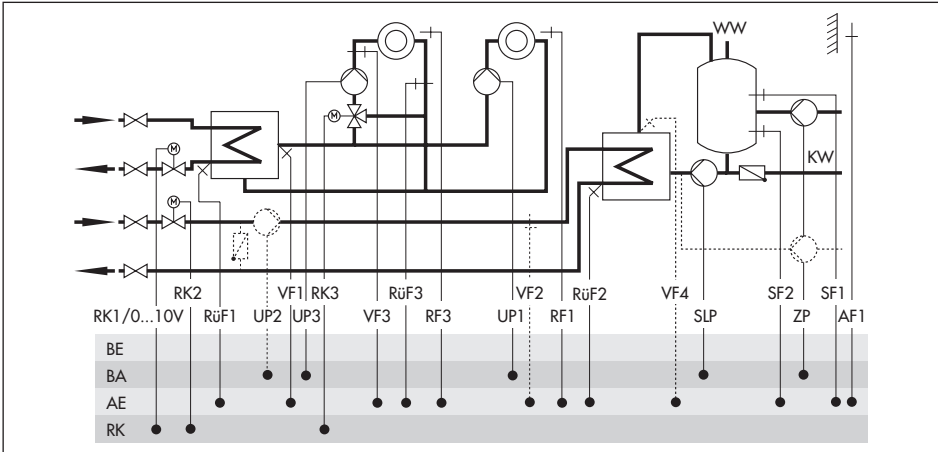 WW
M
M
KW
M
RK2 VF1 RK3 RüF3 VF2 RüF2 VF4 SF2 SF1
RK1/0...10V RüF1 UP2 UP3 VF3 RF3 UP1 RF1 SLP ZP AF1
BE
BA
AE
RK